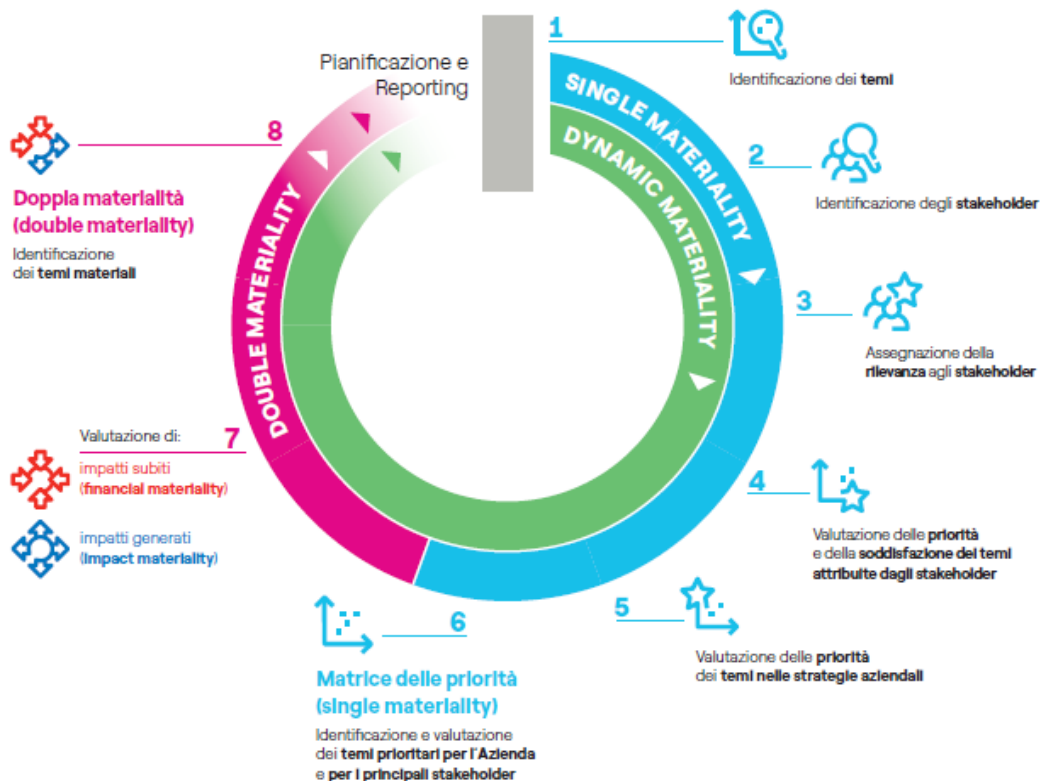 Pianificazione e
Reporting
SINGLE MATERIALITY
DYNAMIC MATERIALITY
DOUBLE MATERIALITY
1
Identificazione dei temi
2
Identificazione degli stakeholder
3
Assegnazione della
rilevanza agli stakeholder
4
Valutazione delle priorità
e della soddisfazione dei temi
attribuite dagli stakeholder
5
Valutazione delle priorità
dei temi nelle strategie aziendali
6
Matrice delle priorità
(single materiality)
Identificazione e valutazione
dei temi prioritari per l'Azienda
e per i principali stakeholder
7
Valutazione di:
impatti subiti
(financial materiality)
impatti generati
(impact materiality)
8
Doppia materialità
(double materiality)
Identificazione
dei temi materiali